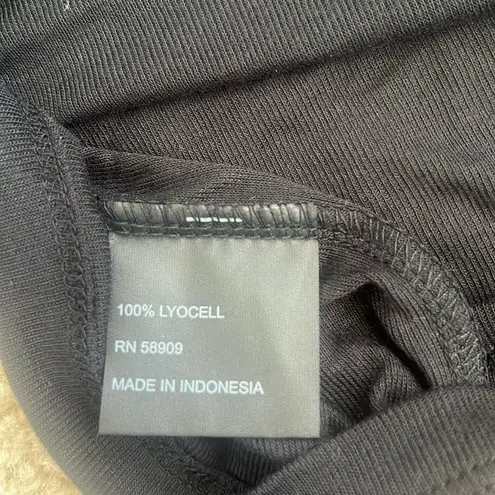 100% LYOCELL
RN 58909
MADE IN INDONESIA